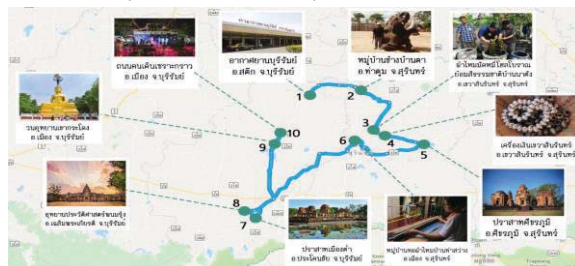 ถนนคนเดินเซราะกราว
อ.เมือง จ.บุรีรัมย์
อากาศยานบุรีรัมย์
อ.สตึก จ.บุรีรัมย์
หมู่บ้านช้างบ้านตา
อ.ท่าตูม จ.สุรินทร์
ผ้าไหมมัดหมี่โฮลโบราณ
ย้อมสีธรรมชาติบ้านนาตัง
อ.เขวาสินรินทร์ จ.สุรินทร์
วนอุทยานเขากระโดง
อ.เมือง จ.บุรีรัมย์
เครื่องเงินเขวาสินรินทร์
อ.เขวาสินรินทร์ จ.สุรินทร์
1
2
3
4
5
6
7
8
9
10
อุทยานประวัติศาสตร์พนมรุ้ง
อ.เฉลิมพระเกียรติ จ.บุรีรัมย์
ปราสาทเมืองต่ำ
อ.ประโคนชัย จ.บุรีรัมย์
หมู่บ้านทอผ้าไหมบ้านท่าสว่าง
อ.เมือง จ.สุรินทร์
ปราสาทศีขรภูมิ
อ.ศีขรภูมิ จ.สุรินทร์